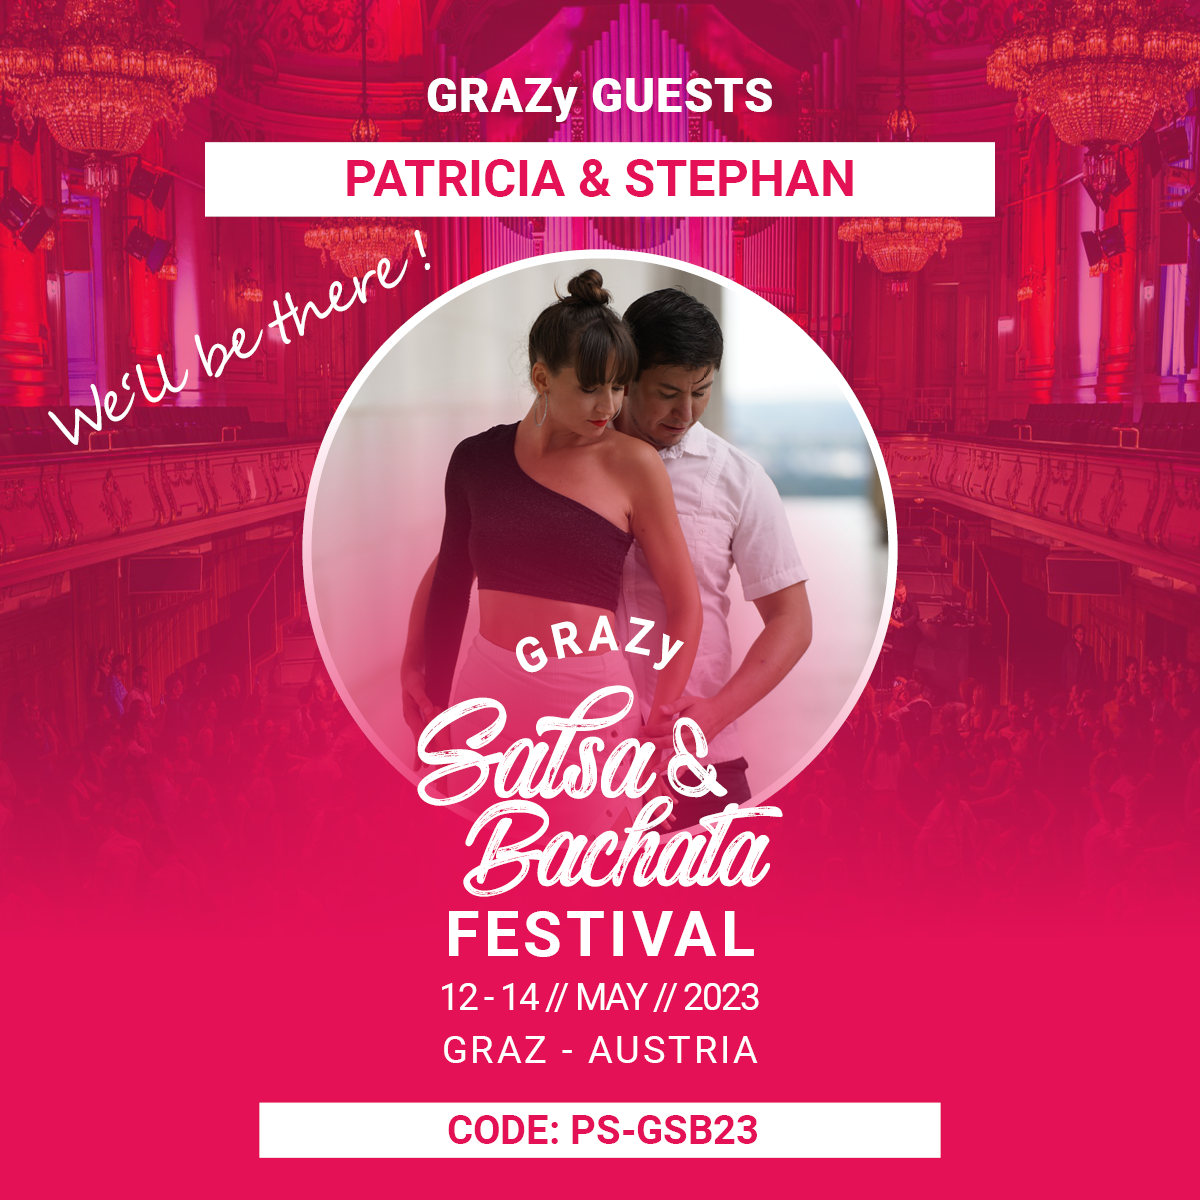 GRAZy GUESTS
PATRICIA & STEPHAN
We'll be there!
GRAZy
Salsa &
Bachata
FESTIVAL
12 - 14 // MAY // 2023
GRAZ - AUSTRIA
CODE: PS-GSB23